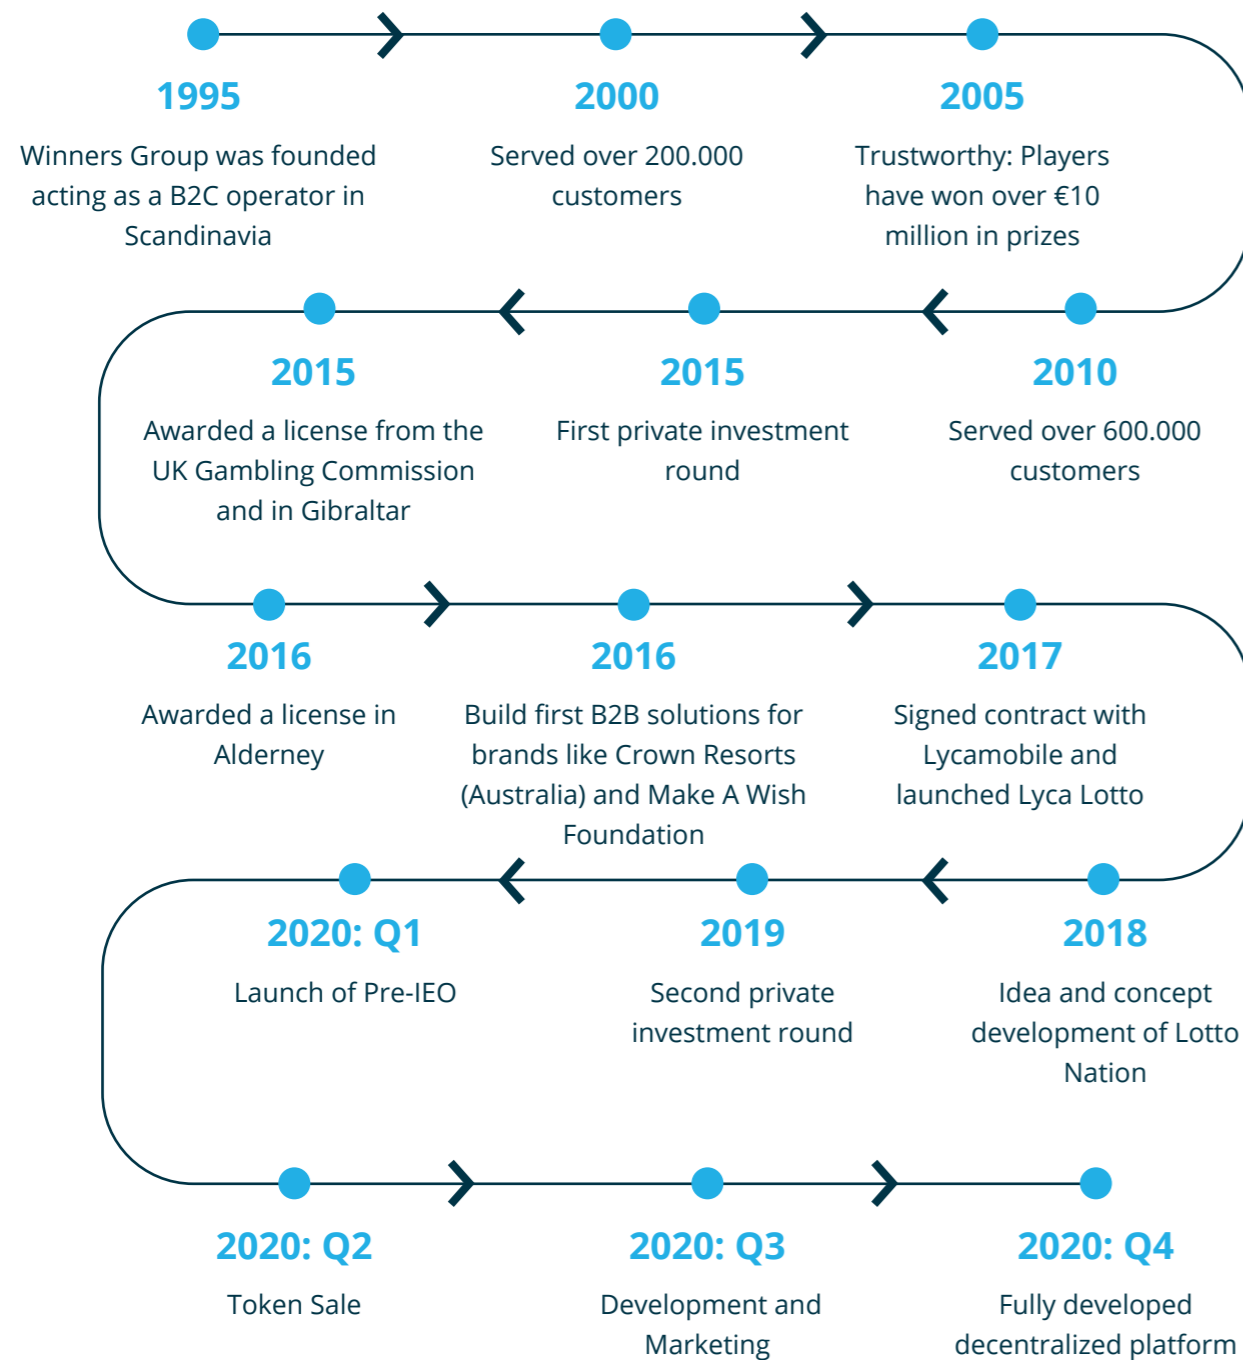 1995
Winners Group was founded
acting as a B2C operator in
Scandinavia
2000
Served over 200.000
customers
2005
Trustworthy: Players
have won over €10
million in prizes
2010
Served over 600.000
customers
2015
First private investment
round
2015
Awarded a license from the
UK Gambling Commission
and in Gibraltar
2016
Awarded a license in
Alderney
2016
Build first B2B solutions for
brands like Crown Resorts
(Australia) and Make A Wish
Foundation
2017
Signed contract with
Lycamobile and
launched Lyca Lotto
2018
Idea and concept
development of Lotto
Nation
2019
Second private
investment round
2020: Q1
Launch of Pre-IEO
2020: Q2
Token Sale
2020: Q3
Development and
Marketing
2020: Q4
Fully developed
decentralized platform